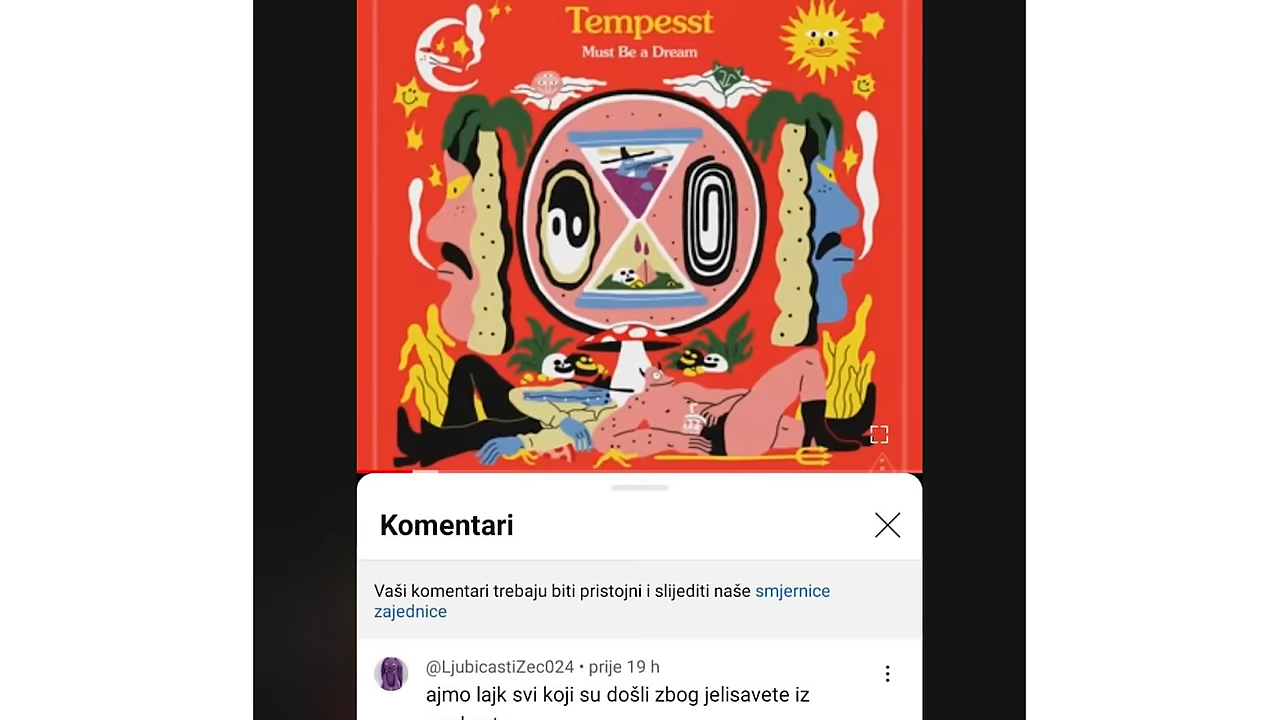 Tempesst
Must Be a Dream
Komentari
Vaši komentari trebaju biti pristojni i slijediti naše smjernice
zajednice
@LjubicastiZec024 • prije 19 h
ajmo lajk svi koji su došli zbog jelisavete iz